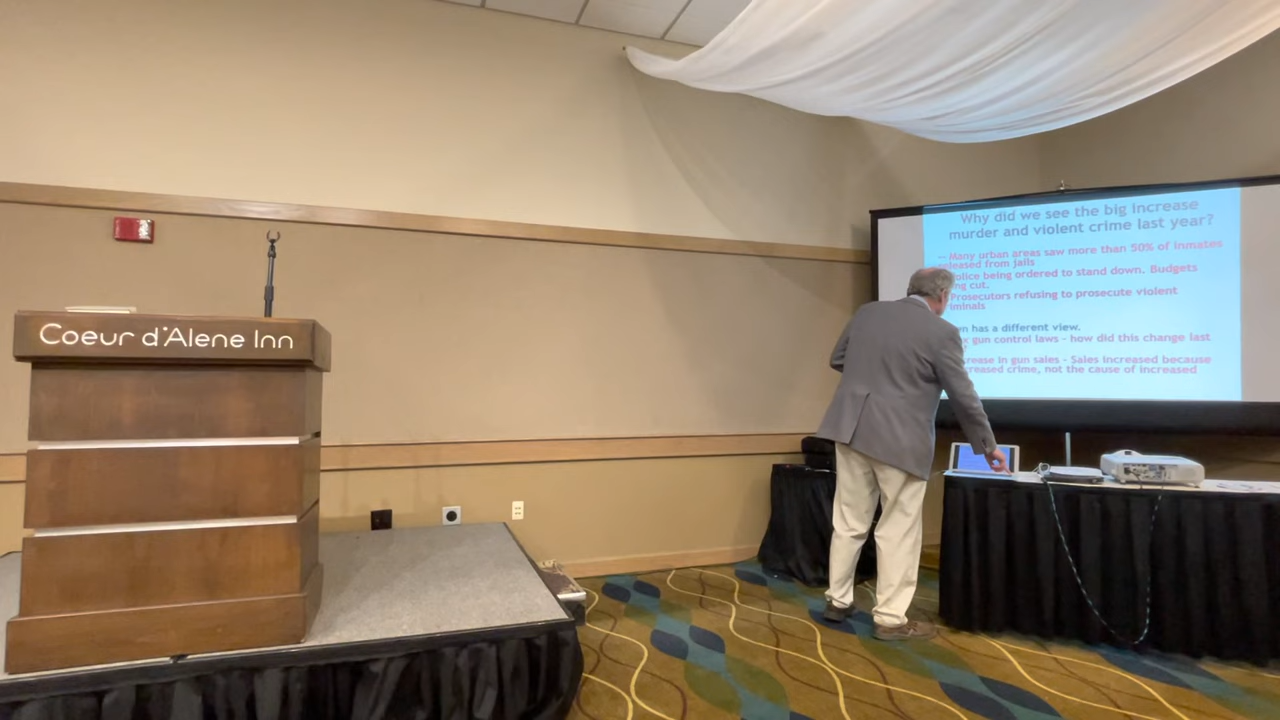 Coeur d'Alene Inn
Why did we see the big increase
murder and violent crime last year?
-- Many urban areas saw more than 50% of inmates
released from jails
Police being ordered to stand down. Budgets
cut.
Prosecutors refusing to prosecute violent
has a different view.
gun control laws - how did this change last
in gun sales - Sales increased because
crime, not the cause of increased